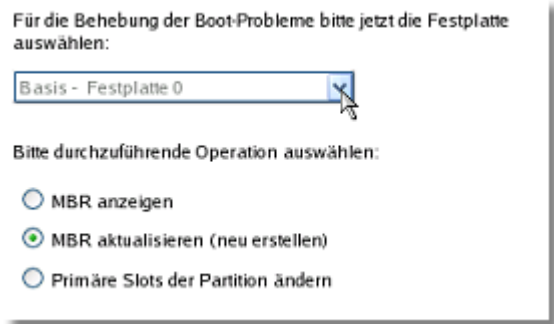 Für die Behebung der Boot-Probleme bitte jetzt die Festplatte
auswählen:
Basis - Festplatte 0
Bitte durchzuführende Operation auswählen:
MBR anzeigen
MBR aktualisieren (neu erstellen)
Primäre Slots der Partition ändern